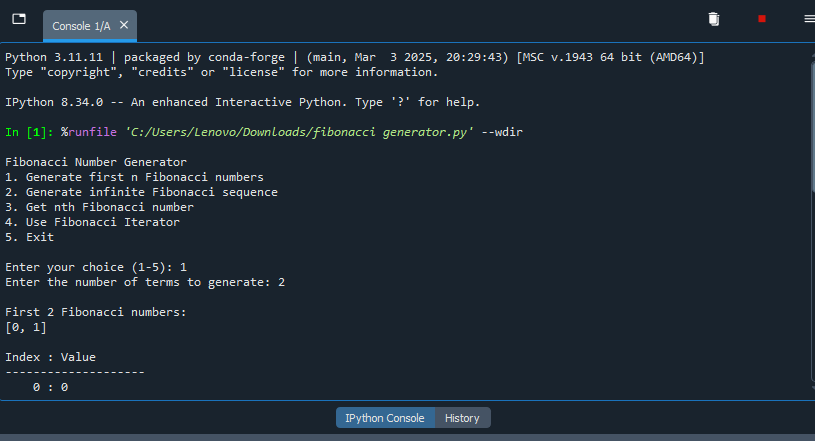 Console 1/A
Python 3.11.11 | packaged by conda-forge | (main, Mar  3 2025, 20:29:43) [MSC v.1943 64 bit (AMD64)]
Type "copyright", "credits" or "license" for more information.
IPython 8.34.0 -- An enhanced Interactive Python. Type '?' for help.
In [1]: %runfile 'C:/Users/Lenovo/Downloads/fibonacci generator.py' --wdir
Fibonacci Number Generator
1. Generate first n Fibonacci numbers
2. Generate infinite Fibonacci sequence
3. Get nth Fibonacci number
4. Use Fibonacci Iterator
5. Exit
Enter your choice (1-5): 1
Enter the number of terms to generate: 2
First 2 Fibonacci numbers:
[0, 1]
Index : Value
--------------------
    0 : 0
IPython Console History